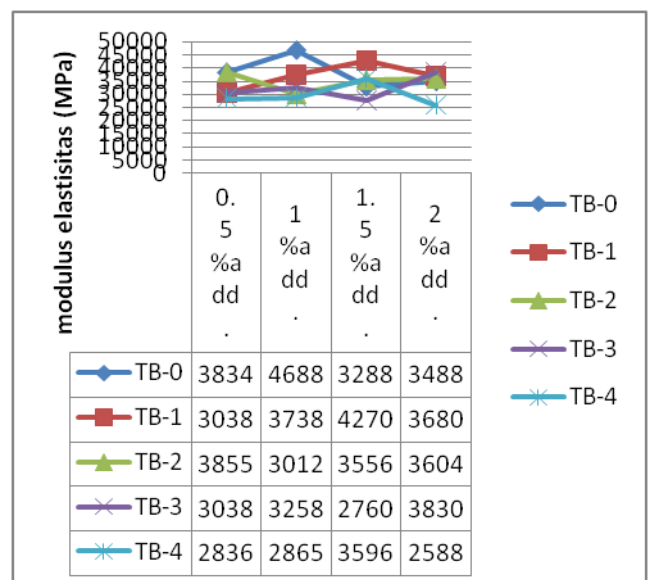 modulus elastisitas (MPa)
50000
45000
40000
35000
30000
25000
20000
15000
10000
5000
0
0.
5
%a
dd
.
1
%a
dd
.
1.
5
%a
dd
.
2
%a
dd
.
TB-0 3834 4688 3288 3488
TB-1 3038 3738 4270 3680
TB-2 3855 3012 3556 3604
TB-3 3038 3258 2760 3830
TB-4 2836 2865 3596 2588
TB-0
TB-1
TB-2
TB-3
TB-4